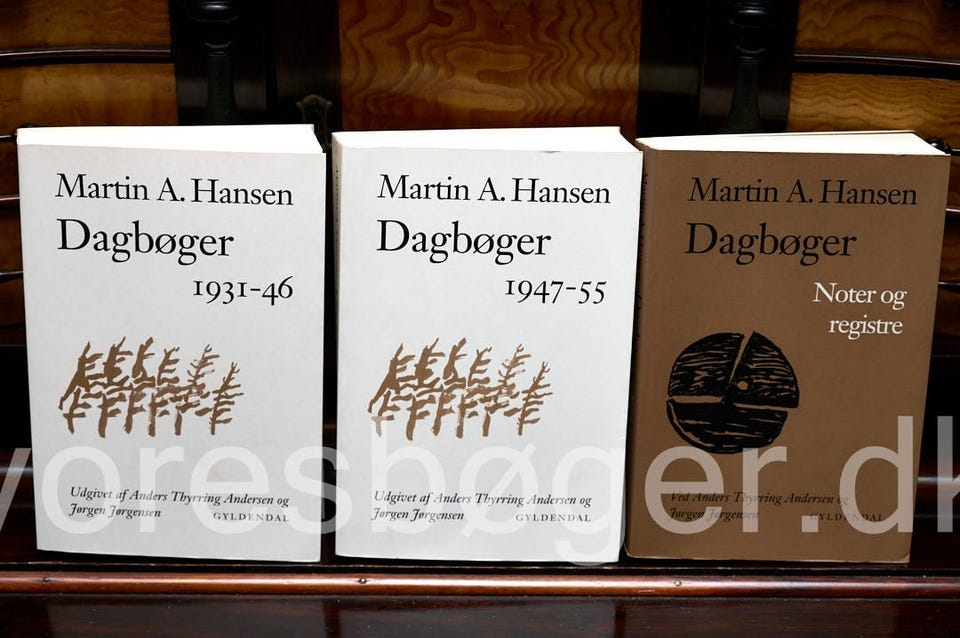 Martin A. Hansen
Dagbøger
1931-46
Udgivet af Anders Thyrring Andersen og
Jørgen Jørgensen
GYLDENDAL
Martin A. Hansen
Dagbøger
1947-55
Udgivet af Anders Thyrring Andersen og
Jørgen Jørgensen
GYLDENDAL
Martin A. Hansen
Dagbøger
Noter og
registre
Ved Anders Thyrring Andersen og
Jørgen Jørgensen
GYLDENDAL
voresbøger.dk